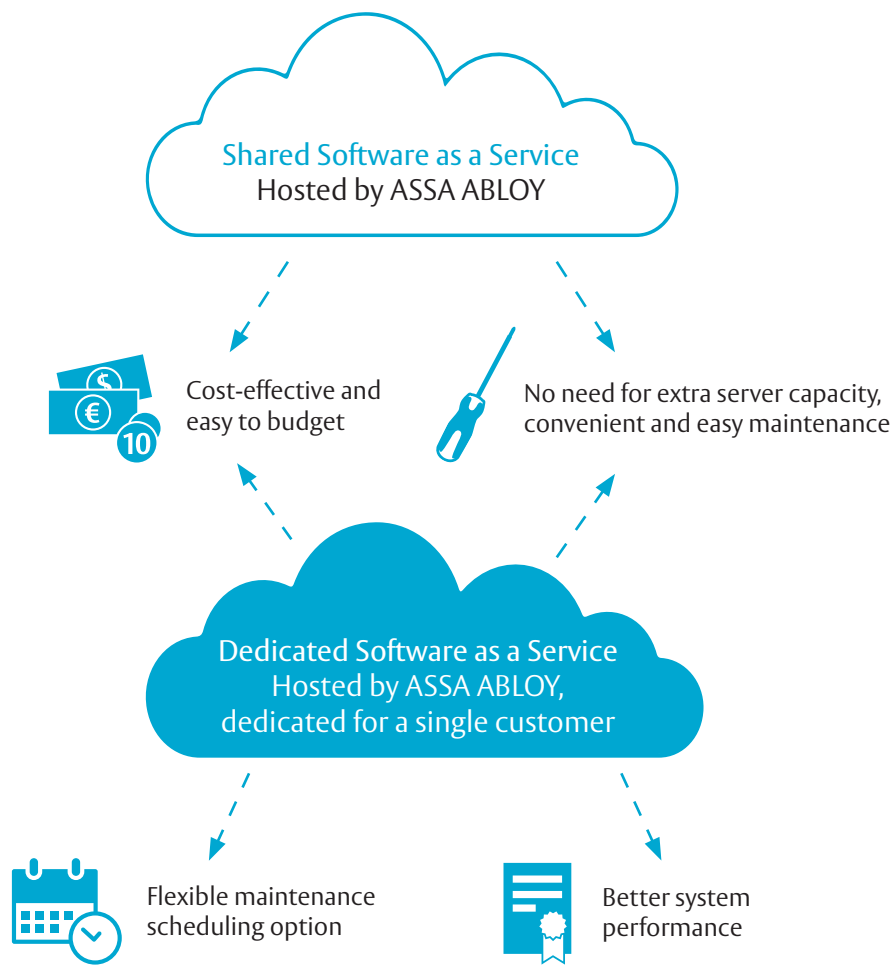 Shared Software as a Service
Hosted by ASSA ABLOY
$
€
10
Cost-effective and
easy to budget
No need for extra server capacity,
convenient and easy maintenance
Dedicated Software as a Service
Hosted by ASSA ABLOY,
dedicated for a single customer
Flexible maintenance
scheduling option
Better system
performance